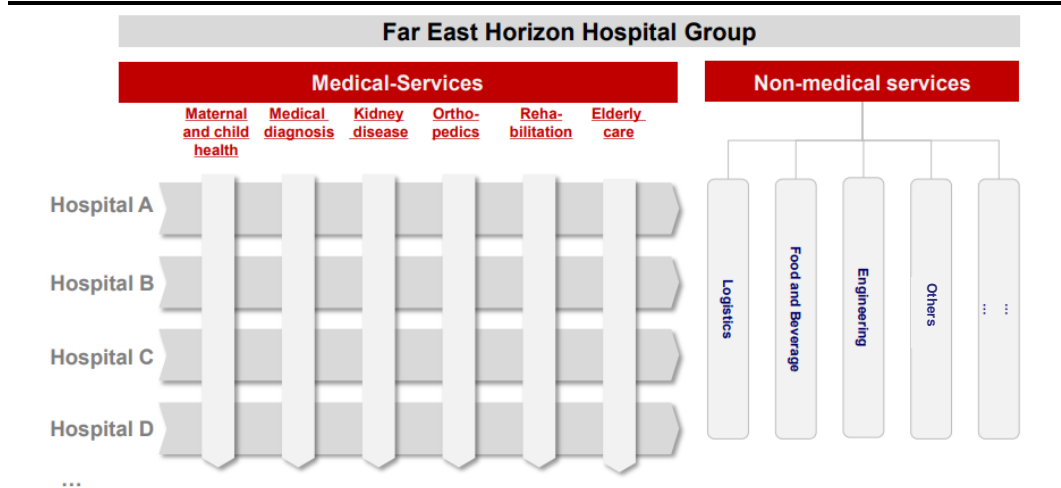 Far East Horizon Hospital Group
Medical-Services
Non-medical services
Maternal
and child
health
Medical
diagnosis
Kidney
disease
Ortho-
pedics
Reha-
bilitation
Elderly
care
Hospital A
Hospital B
Hospital C
Hospital D
...
Logistics
Food and Beverage
Engineering
Others
... ...